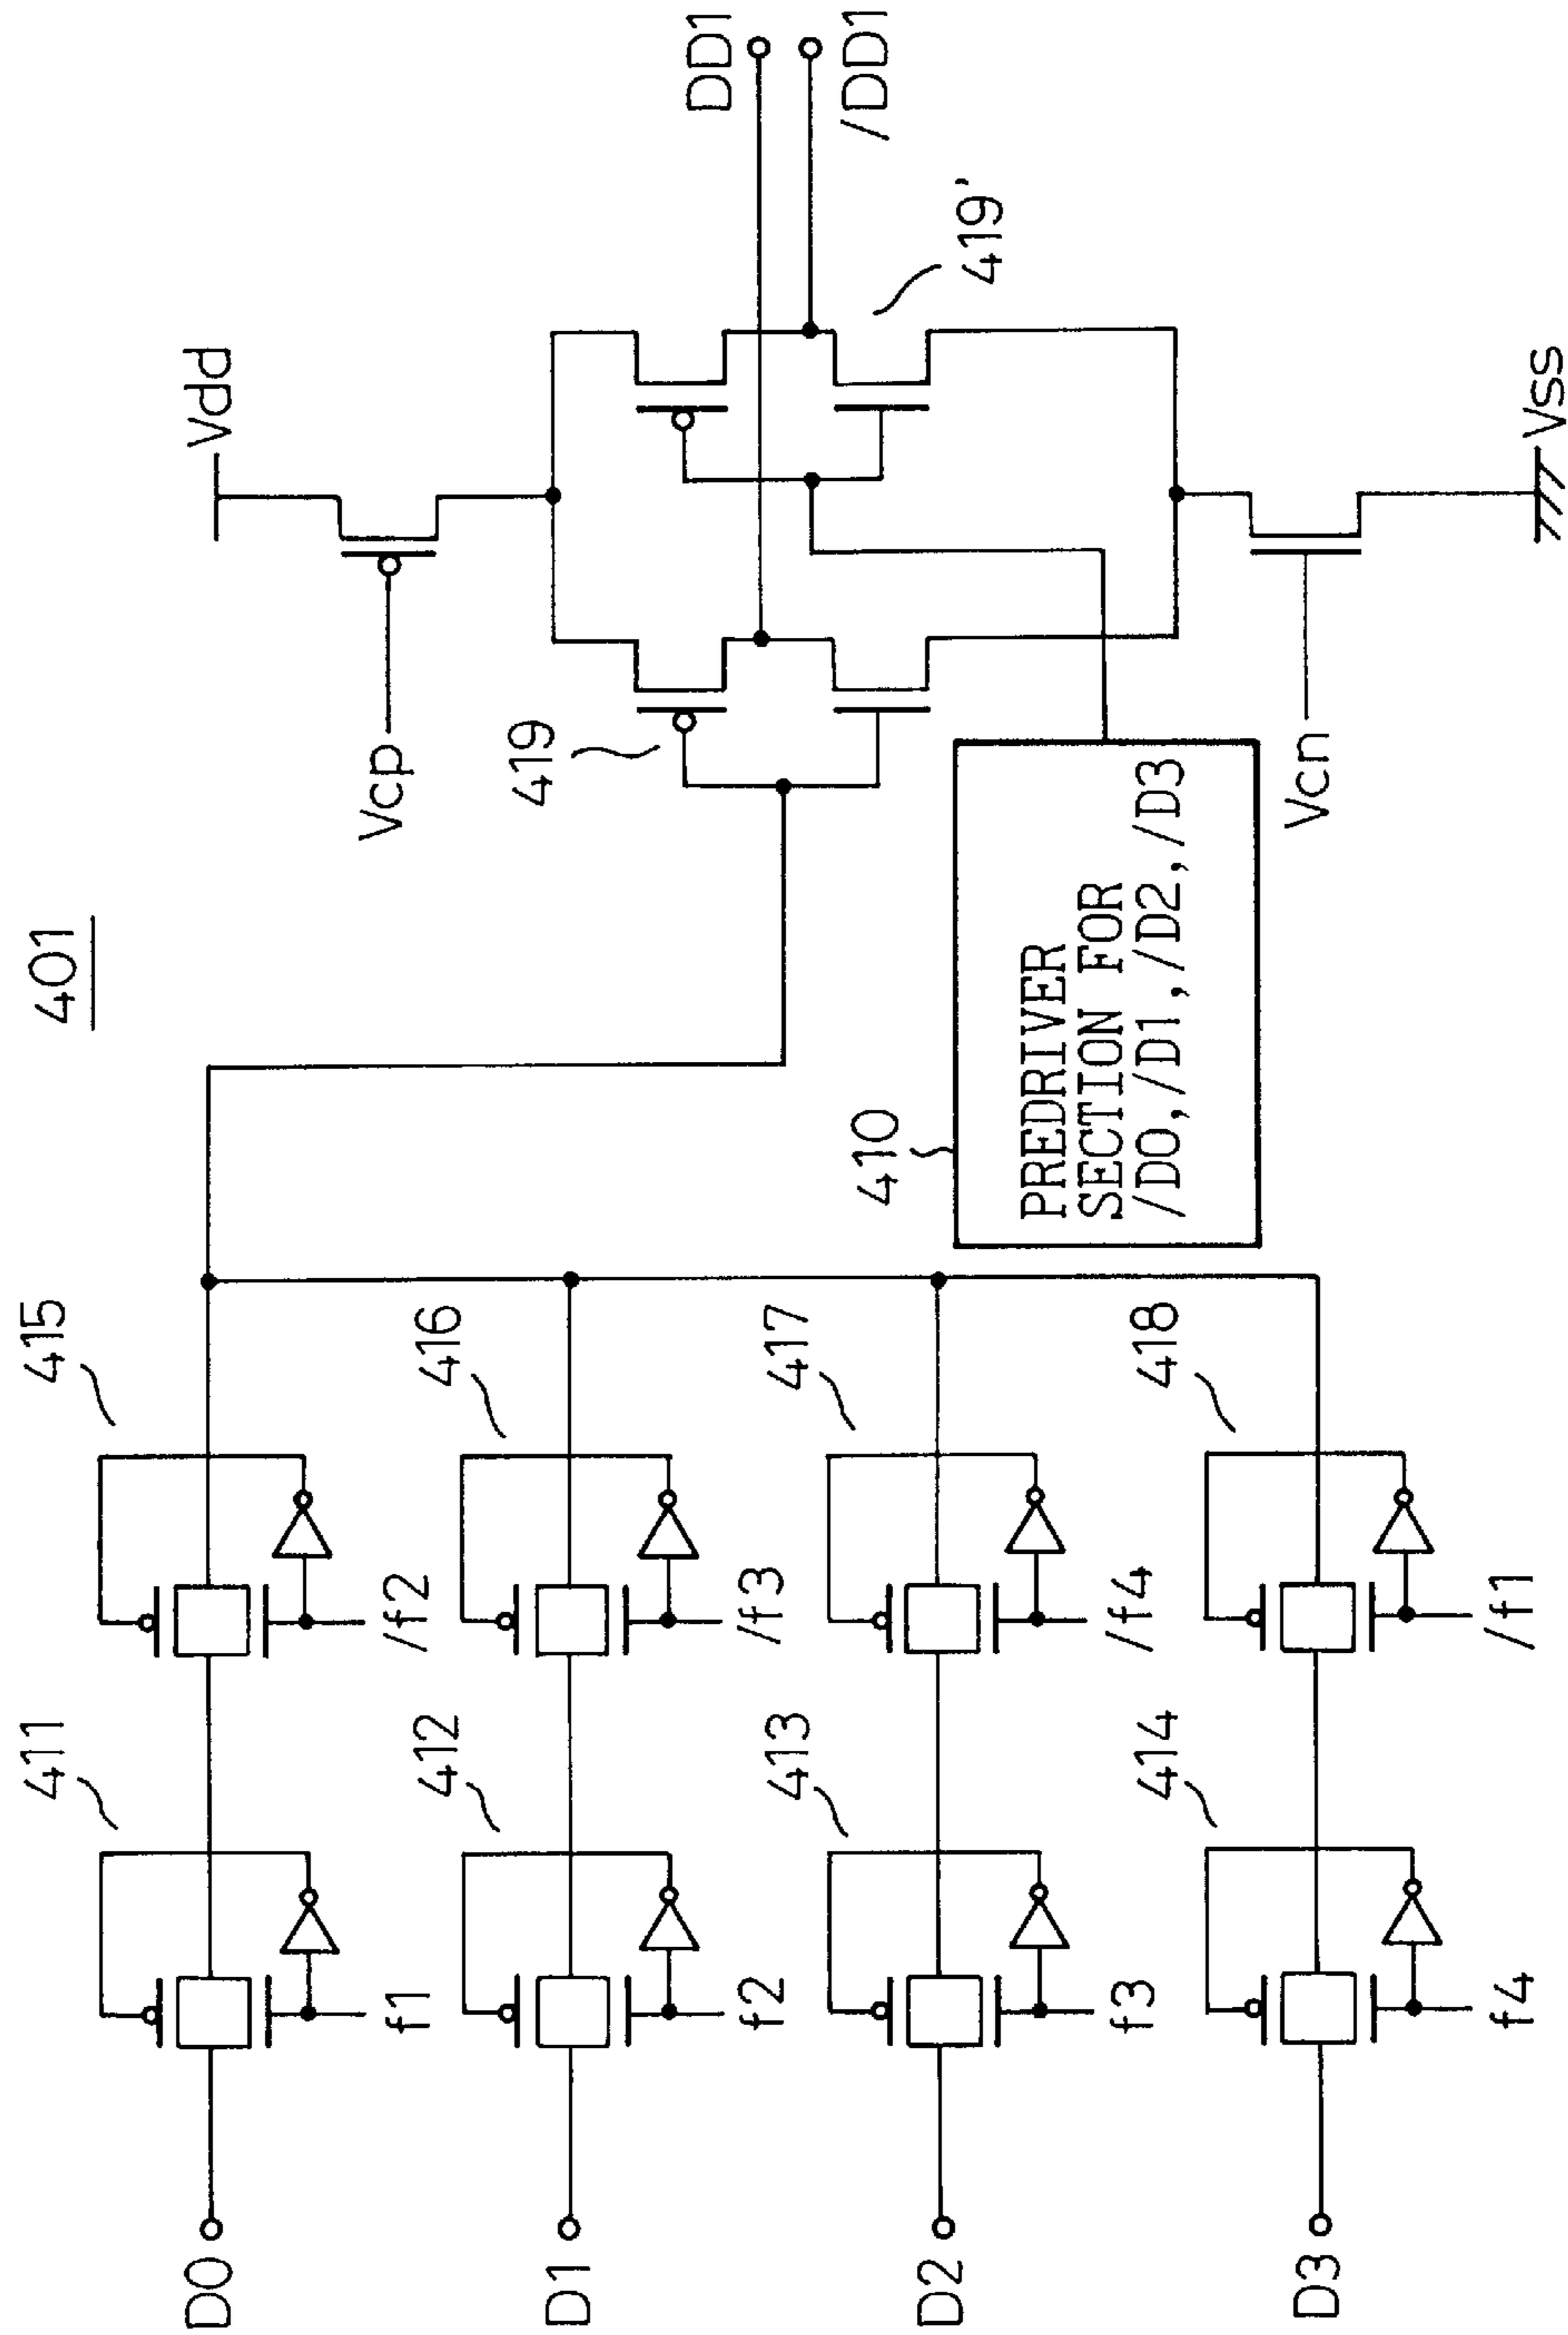 401
D0
411
f1
415
/f2
D1
412
f2
416
/f3
D2
413
f3
417
/f4
D3
414
f4
418
/f1
Vdd
Vcp
419
DD1
/DD1
419'
410
PREDRIVER
SECTION FOR
/D0,/D1,/D2,/D3
Vcn
Vss